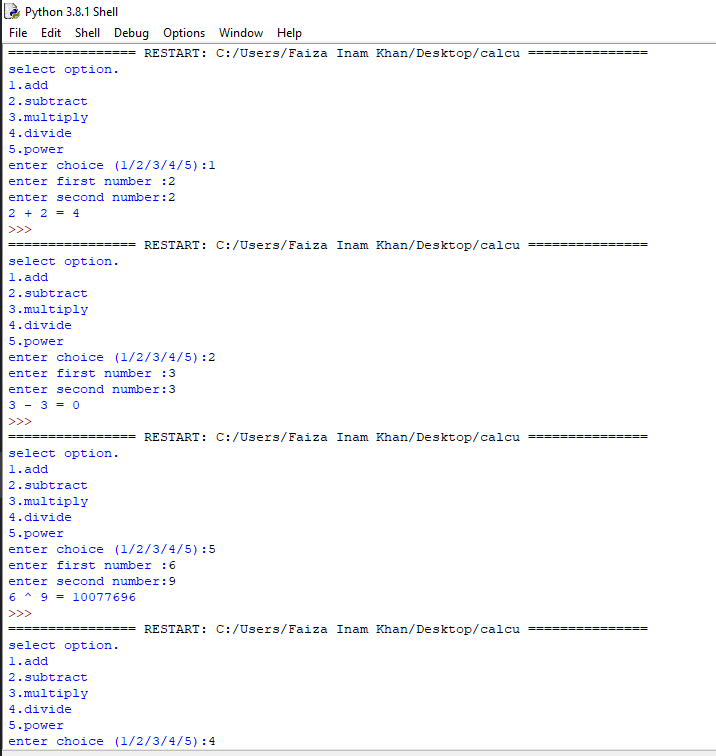 Python 3.8.1 Shell
File Edit Shell Debug Options Window Help
================ RESTART: C:/Users/Faiza Inam Khan/Desktop/calcu ===============
select option.
1.add
2.subtract
3.multiply
4.divide
5.power
enter choice (1/2/3/4/5):1
enter first number :2
enter second number:2
2 + 2 = 4
>>>
================ RESTART: C:/Users/Faiza Inam Khan/Desktop/calcu ===============
select option.
1.add
2.subtract
3.multiply
4.divide
5.power
enter choice (1/2/3/4/5):2
enter first number :3
enter second number:3
3 - 3 = 0
>>>
================ RESTART: C:/Users/Faiza Inam Khan/Desktop/calcu ===============
select option.
1.add
2.subtract
3.multiply
4.divide
5.power
enter choice (1/2/3/4/5):5
enter first number :6
enter second number:9
6 ^ 9 = 10077696
>>>
================ RESTART: C:/Users/Faiza Inam Khan/Desktop/calcu ===============
select option.
1.add
2.subtract
3.multiply
4.divide
5.power
enter choice (1/2/3/4/5):4